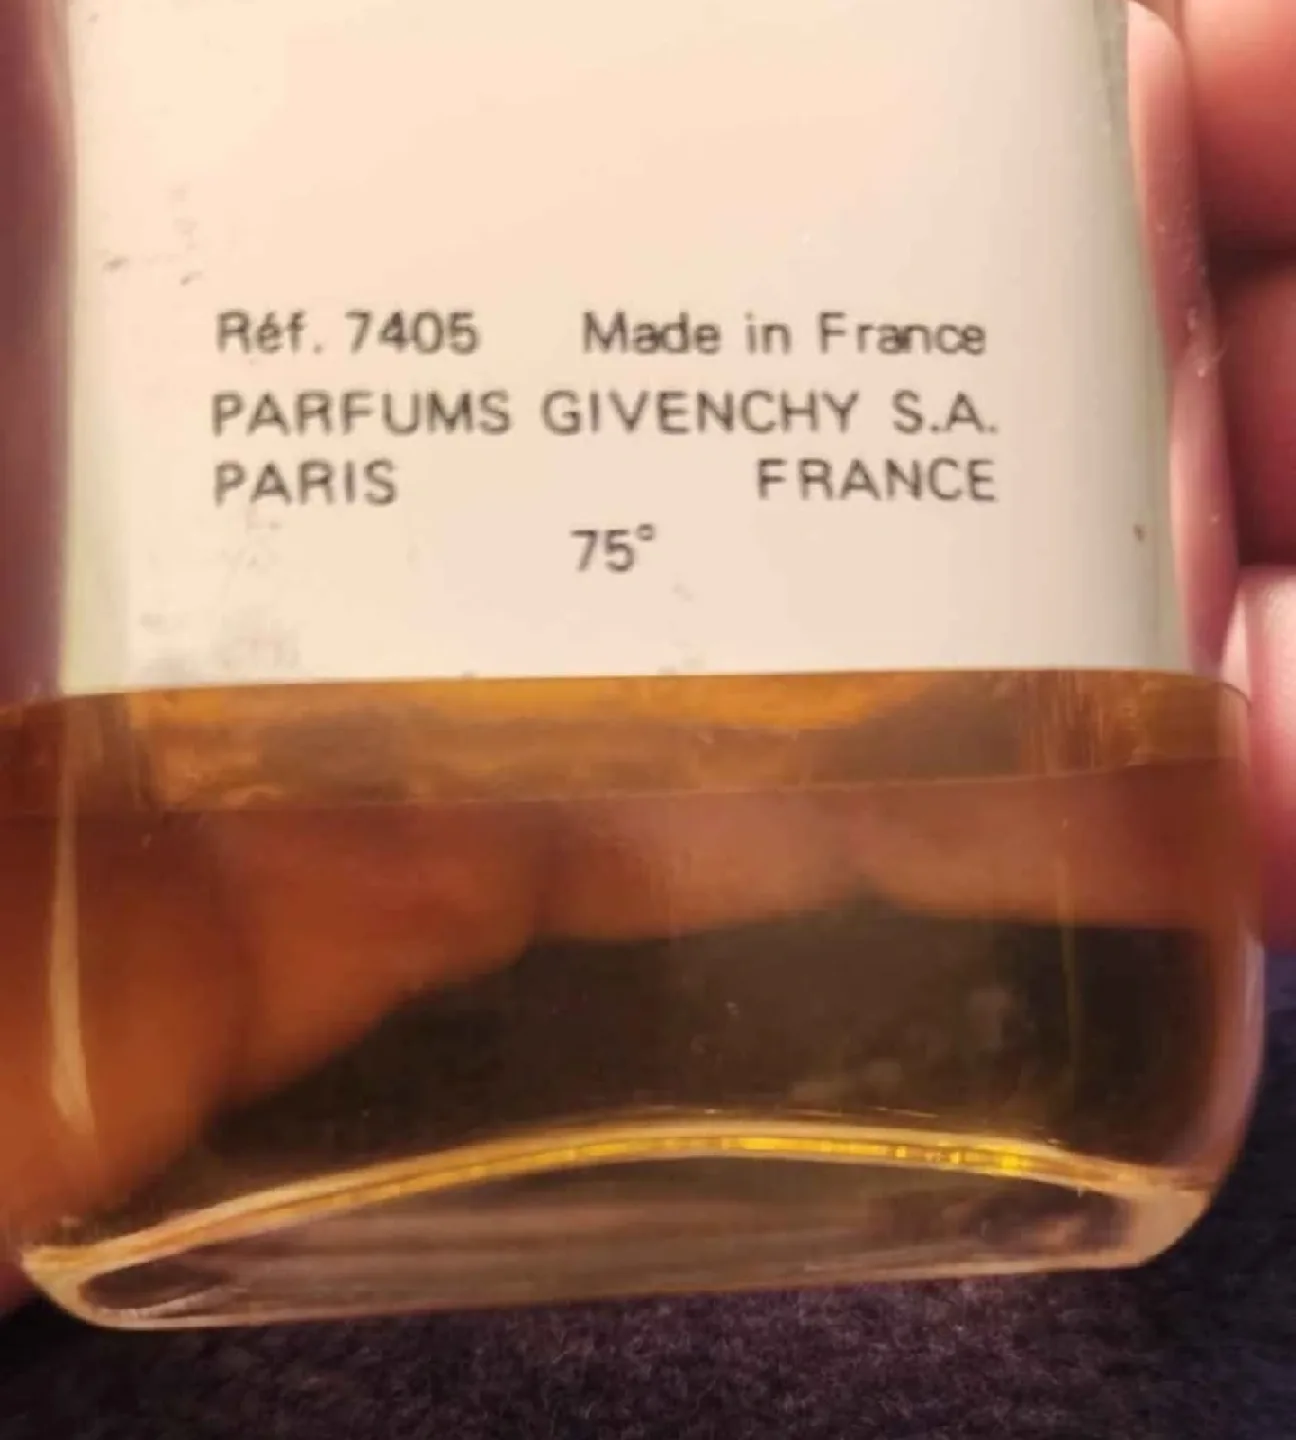 Réf. 7405 Made in France
PARFUMS GIVENCHY S.A.
PARIS FRANCE
75°